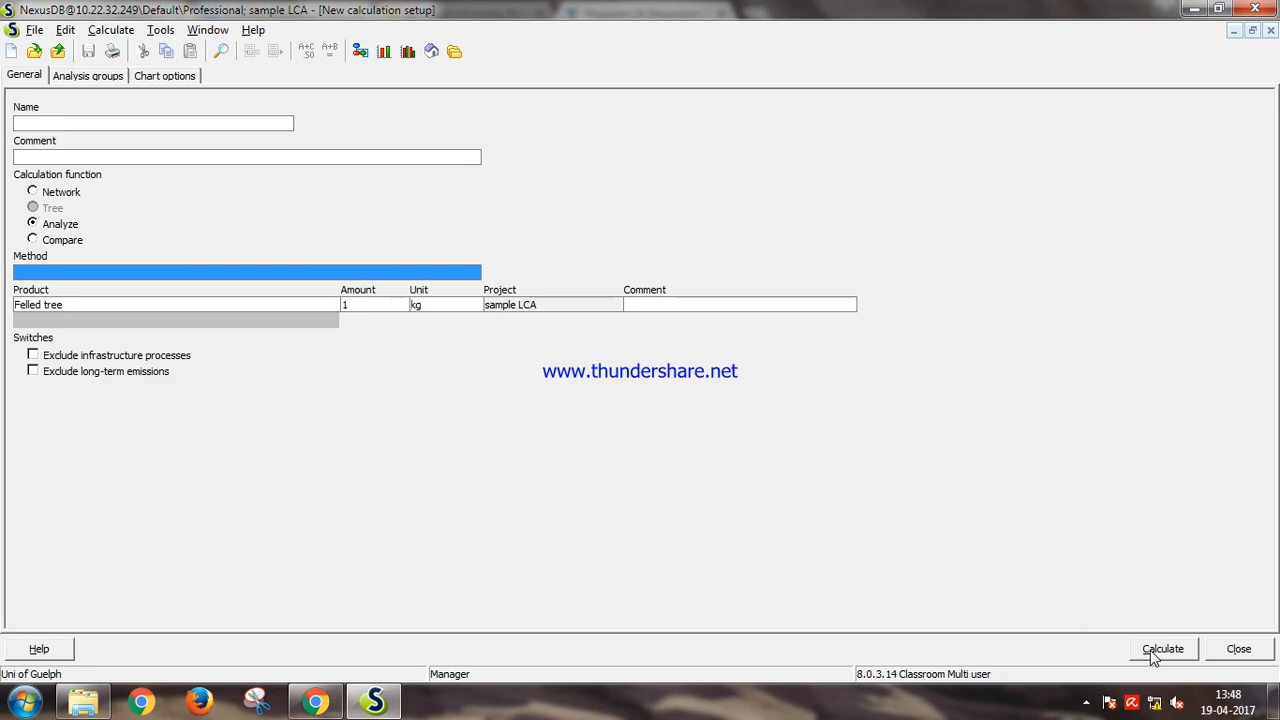 NexusDB@10.22.32.249\Default\Professional; sample LCA - [New calculation setup]
File Edit Calculate Tools Window Help
A+C .50 A+B =
General Analysis groups Chart options
Name
Comment
Calculation function
Network
Tree
Analyze
Compare
Method
Product Amount Unit Project Comment
Felled tree 1 kg sample LCA
Switches
Exclude infrastructure processes
Exclude long-term emissions
www.thundershare.net
Help Calculate Close
Uni of Guelph Manager 8.0.3.14 Classroom Multi user
13:48
19-04-2017